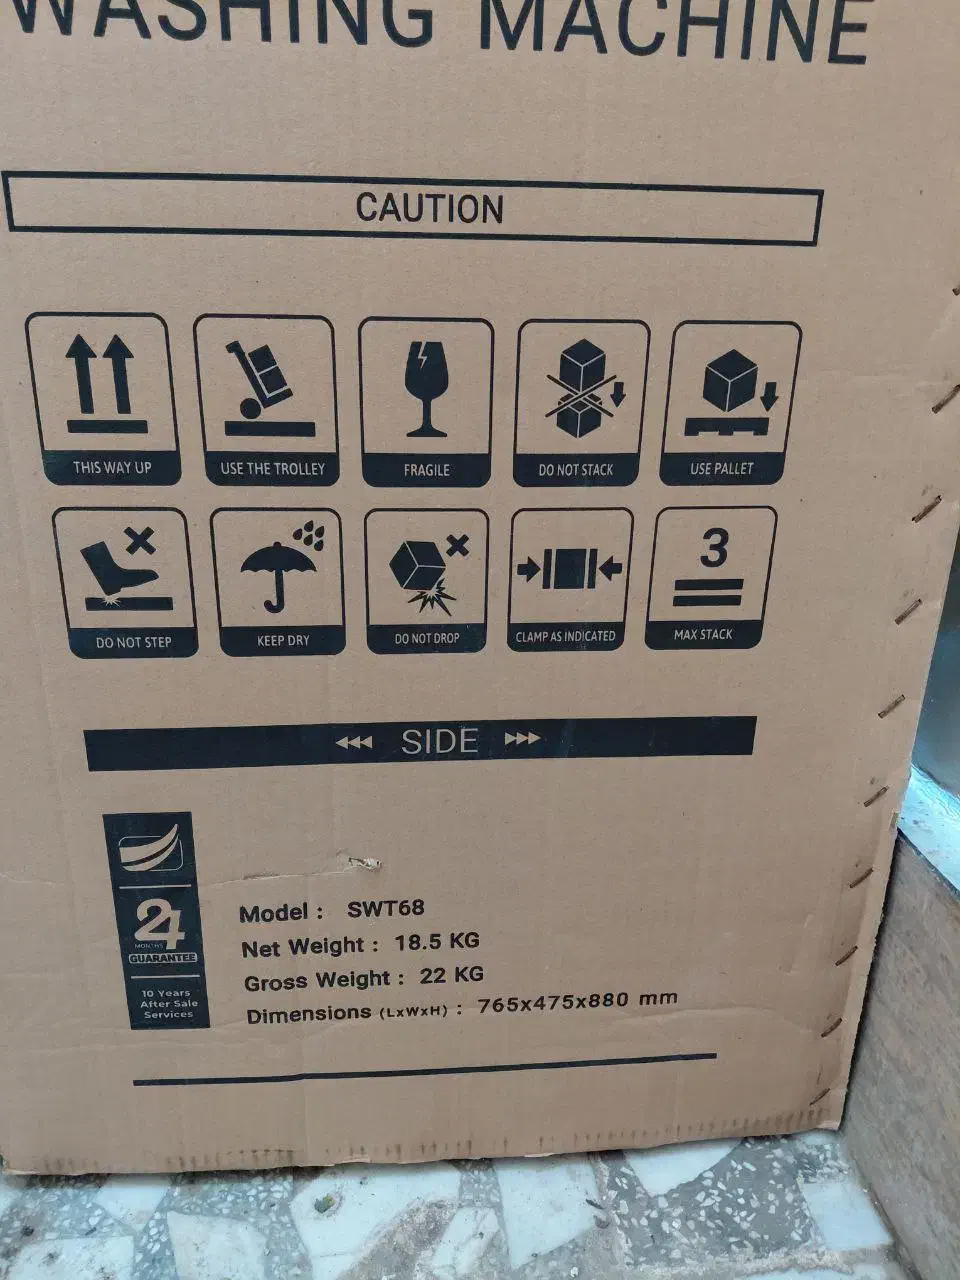 WASHING MACHINE
CAUTION
THIS WAY UP
USE THE TROLLEY
FRAGILE
DO NOT STACK
USE PALLET
DO NOT STEP
KEEP DRY
DO NOT DROP
CLAMP AS INDICATED
3
MAX STACK
SIDE
24
MONTHS
GUARANTEE
10 Years
After Sale
Services
Model : SWT68
Net Weight : 18.5 KG
Gross Weight : 22 KG
Dimensions (LxWxH) : 765x475x880 mm